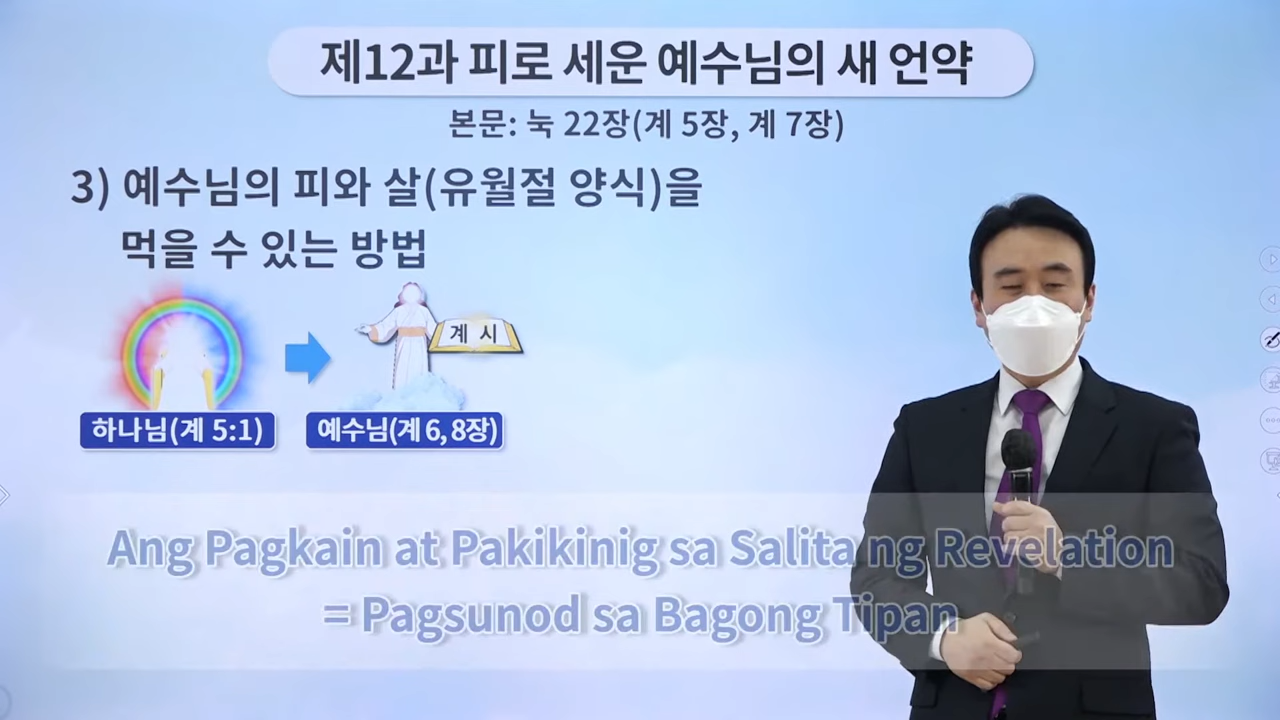 제12과 피로 세운 예수님의 새 언약
본문: 눅 22장(계 5장, 계 7장)
3) 예수님의 피와 살(유월절 양식)을
먹을 수 있는 방법
계 시
하나님(계 5:1)
예수님(계 6, 8장)
Ang Pagkain at Pakikinig sa Salita ng Revelation
= Pagsunod sa Bagong Tipan